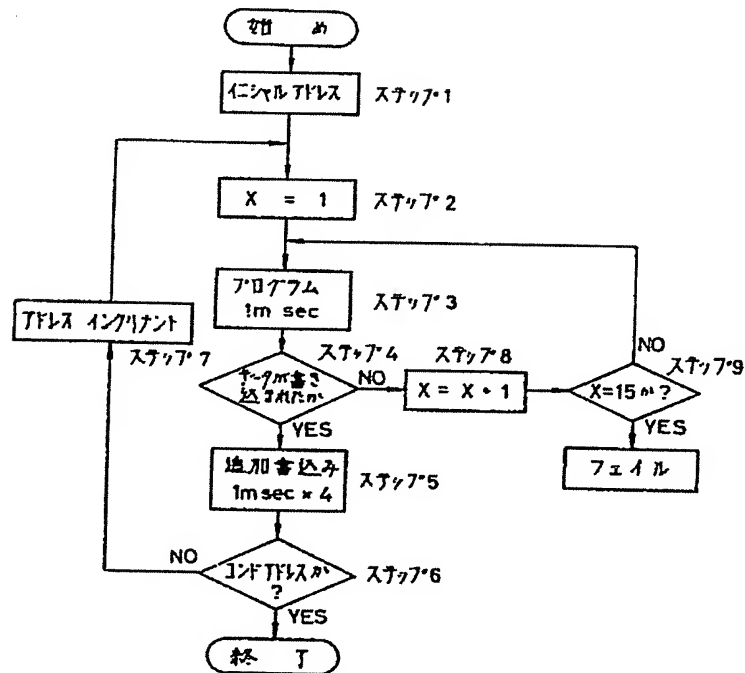 始 め
イニシャルアドレス
ステップ1
X = 1
ステップ2
プログラム
1m sec
ステップ3
アドレス インクリナント
ステップ7
データが書き
込まれたか
ステップ4
NO
YES
ステップ8
X = X + 1
NO
ステップ9
X=15か?
YES
フェイル
追加書込み
1msec × 4
ステップ5
NO
コンドアドレスか
?
ステップ6
YES
終 了